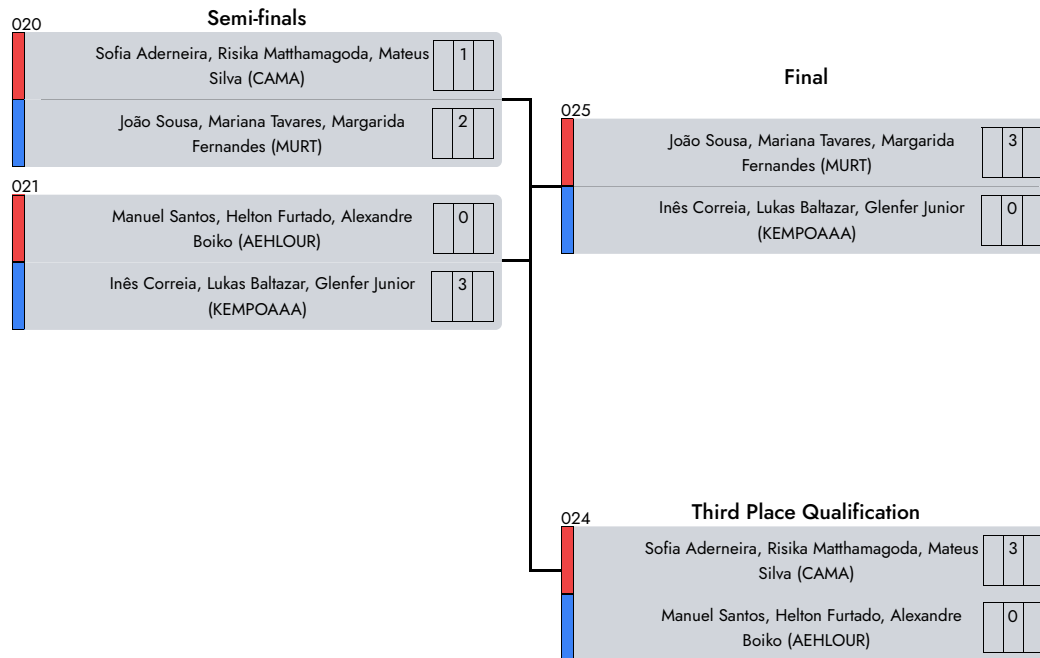 Semi-finals
020
Sofia Aderneira, Risika Matthamagoda, Mateus
Silva (CAMA)
1
João Sousa, Mariana Tavares, Margarida
Fernandes (MURT)
2
021
Manuel Santos, Helton Furtado, Alexandre
Boiko (AEHLOUR)
0
Inês Correia, Lukas Baltazar, Glenfer Junior
(KEMPOAAA)
3
Final
025
João Sousa, Mariana Tavares, Margarida
Fernandes (MURT)
3
Inês Correia, Lukas Baltazar, Glenfer Junior
(KEMPOAAA)
0
Third Place Qualification
024
Sofia Aderneira, Risika Matthamagoda, Mateus
Silva (CAMA)
3
Manuel Santos, Helton Furtado, Alexandre
Boiko (AEHLOUR)
0